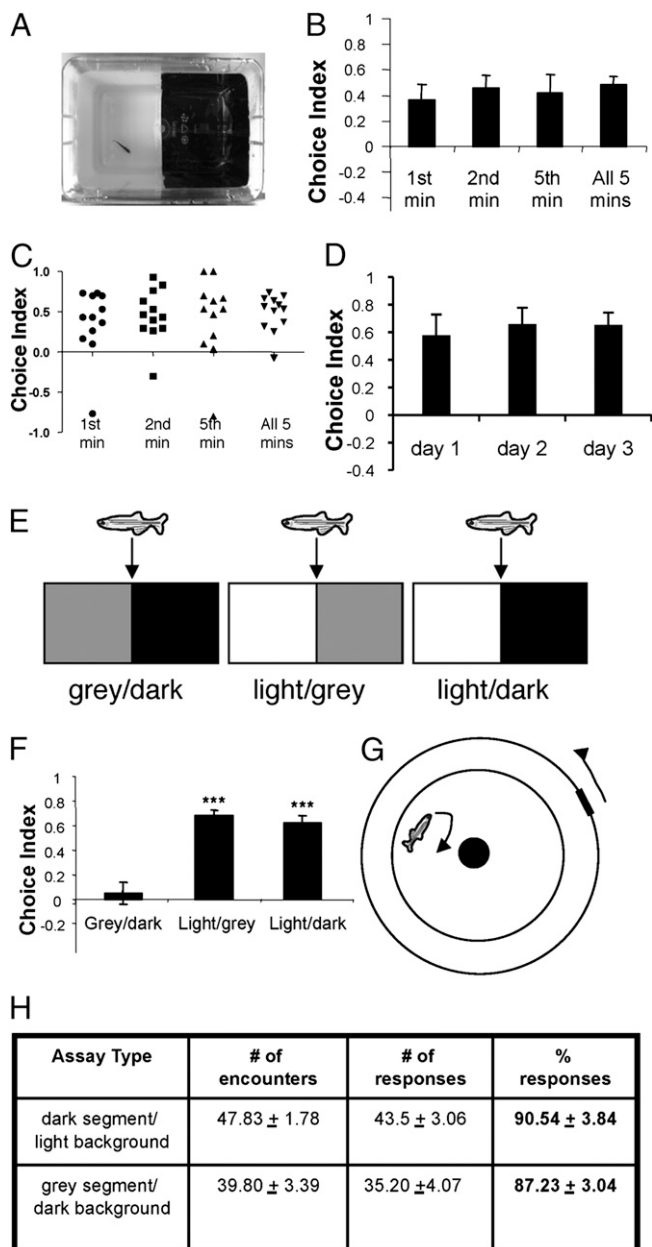 A
B
Choice Index
1
0.8
0.6
0.4
0.2
0
-0.2
-0.4
1st min
2nd min
5th min
All 5 mins
C
Choice Index
1.0
0.5
0.0
0.5
-1.0
1st min
2nd min
5th min
All 5 mins
D
Choice Index
1
0.8
0.6
0.4
0.2
0
-0.2
-0.4
day 1
day 2
day 3
E
grey/dark
light/grey
light/dark
F
Choice Index
1
0.8
0.6
0.4
0.2
0
-0.2
***
***
Grey/dark
Light/grey
Light/dark
G
H
Assay Type
# of encounters
# of responses
% responses
dark segment/ light background
47.83 ± 1.78
43.5 ± 3.06
90.54 ± 3.84
grey segment/ dark background
39.80 ± 3.39
35.20 ±4.07
87.23 ± 3.04